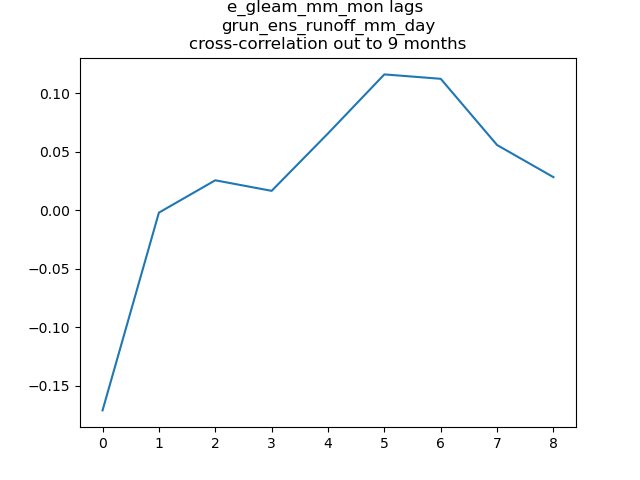 e_gleam_mm_mon lags
grun_ens_runoff_mm_day
cross-correlation out to 9 months
0.10
0.05
0.00
−0.05
−0.10
−0.15
0 1 2 3 4 5 6 7 8